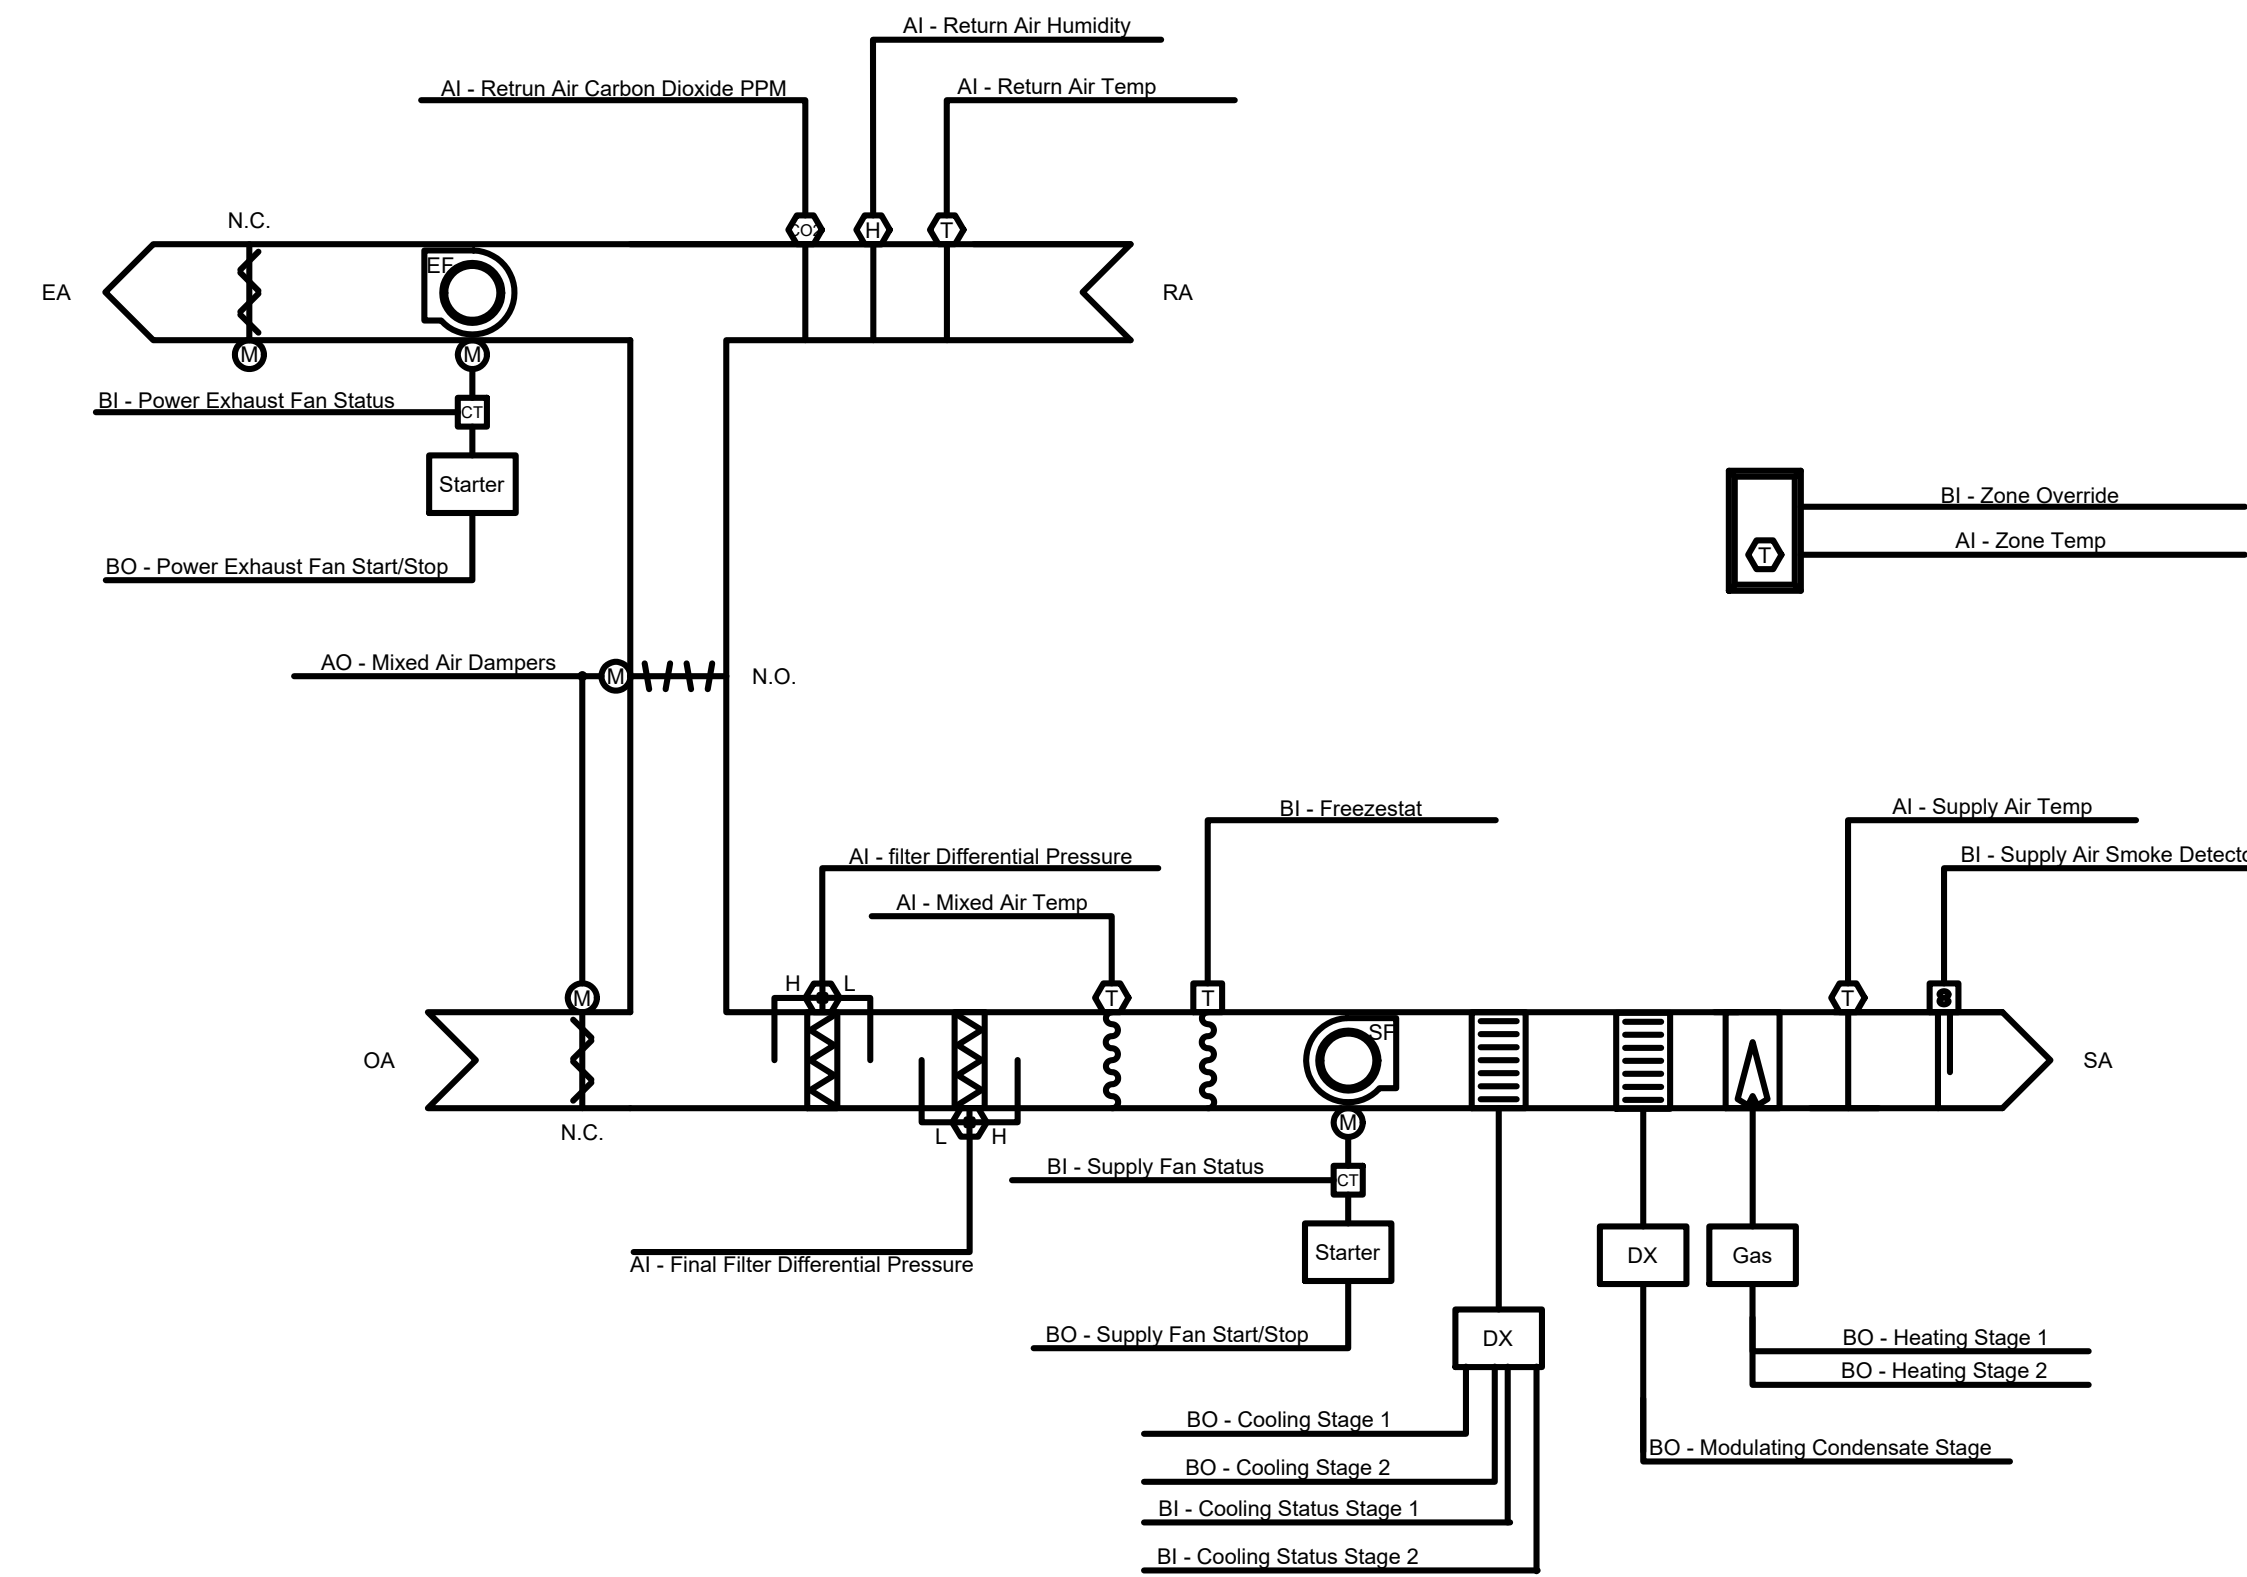 AI - Return Air Humidity
AI - Retrun Air Carbon Dioxide PPM
AI - Return Air Temp
N.C.
CO2
H
T
EF
EA
RA
M
M
BI - Power Exhaust Fan Status
CT
Starter
BI - Zone Override
AI - Zone Temp
T
BO - Power Exhaust Fan Start/Stop
AO - Mixed Air Dampers
M
N.O.
AI - Supply Air Temp
BI - Freezestat
AI - filter Differential Pressure
BI - Supply Air Smoke Detecto
AI - Mixed Air Temp
H
L
M
T
T
T
SF
OA
SA
N.C.
L
H
M
BI - Supply Fan Status
CT
Starter
DX
Gas
AI - Final Filter Differential Pressure
BO - Supply Fan Start/Stop
DX
BO - Heating Stage 1
BO - Heating Stage 2
BO - Cooling Stage 1
BO - Modulating Condensate Stage
BO - Cooling Stage 2
BI - Cooling Status Stage 1
BI - Cooling Status Stage 2